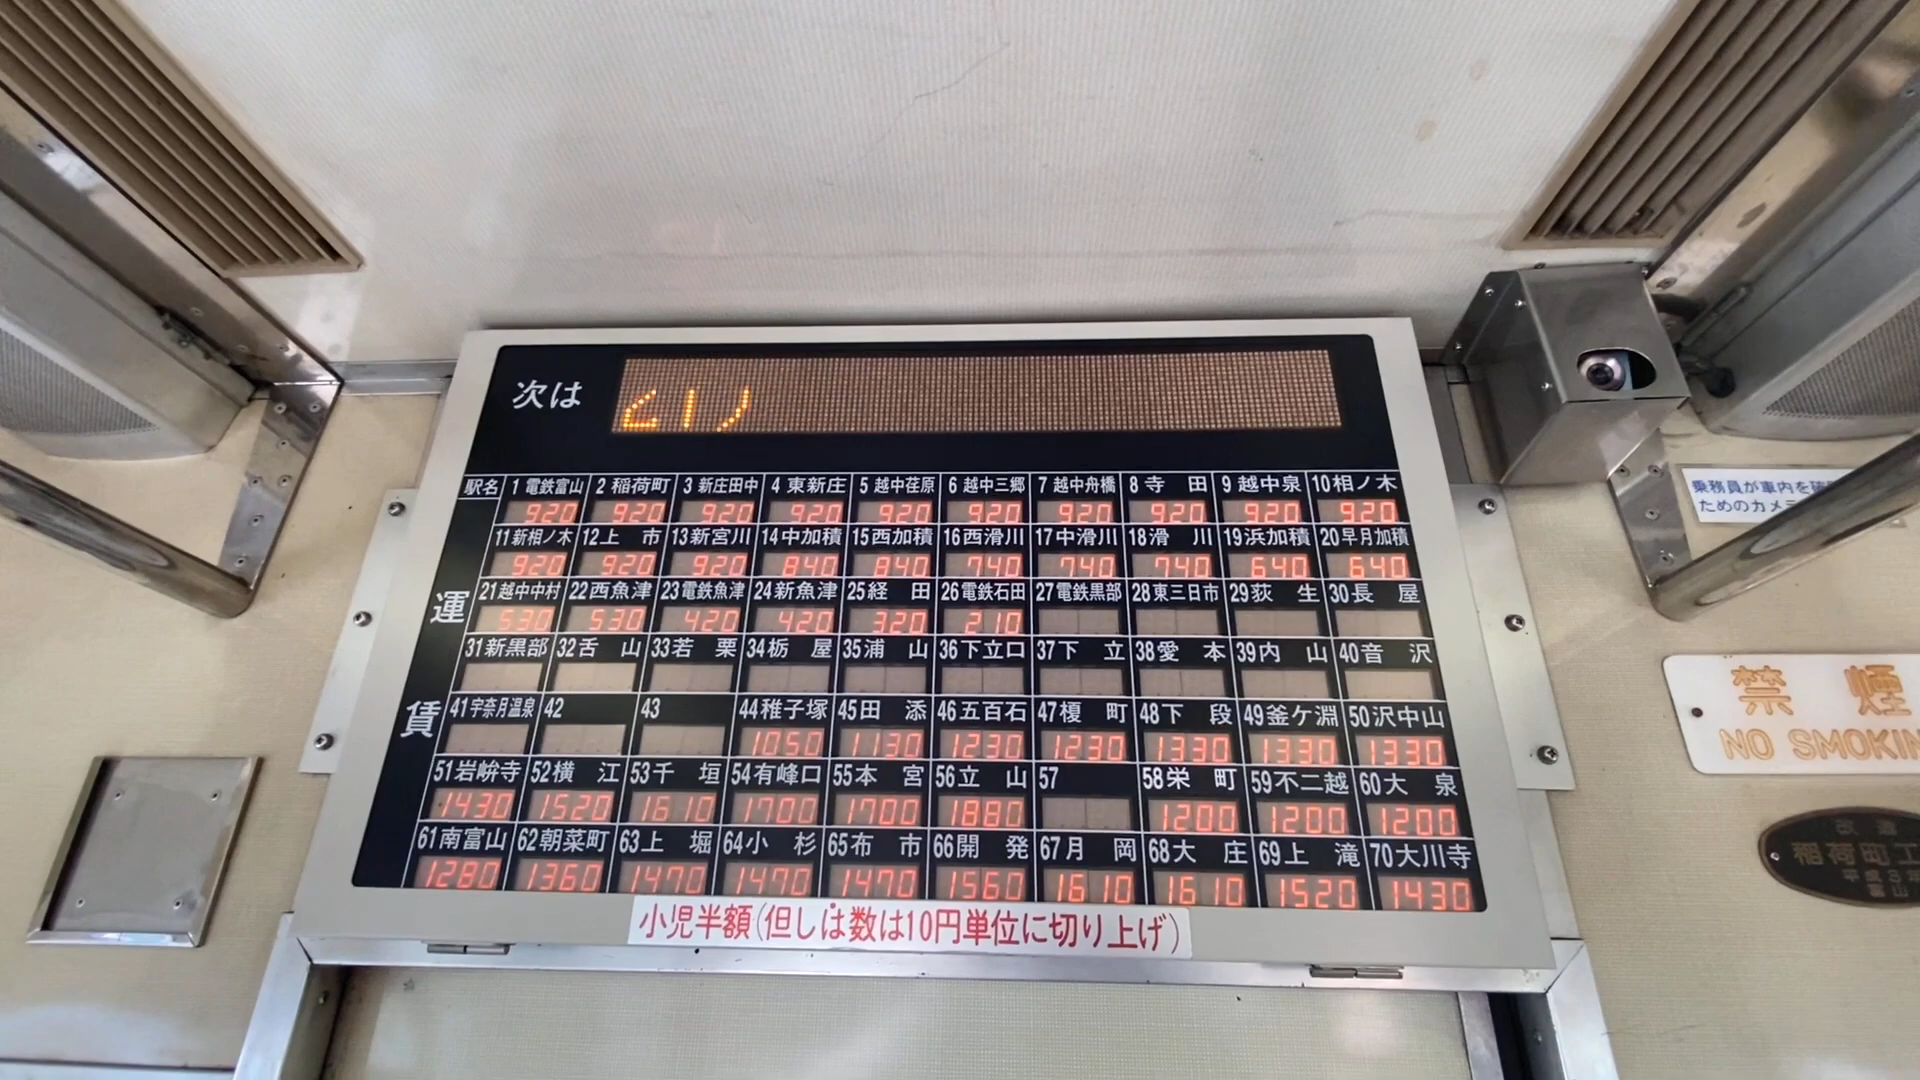 次は
駅名 1 電鉄富山 2 稲荷町 3 新庄田中 4 東新庄 5 越中荏原 6 越中三郷 7 越中舟橋 8 寺 田 9 越中泉 10 相ノ木
920 920 920 920 920 920 920 920 920 920
11 新相ノ木 12 上 市 13 新宮川 14 中加積 15 西加積 16 西滑川 17 中滑川 18 滑 川 19 浜加積 20 早月加積
920 920 920 840 840 740 740 740 640 640
運賃
21 越中中村 22 西魚津 23 電鉄魚津 24 新魚津 25 経 田 26 電鉄石田 27 電鉄黒部 28 東三日市 29 荻 生 30 長 屋
530 530 420 420 320 210
31 新黒部 32 舌 山 33 若 栗 34 栃 屋 35 浦 山 36 下立口 37 下 立 38 愛 本 39 内 山 40 音 沢
41 宇奈月温泉 42 43 44 稚子塚 45 田 添 46 五百石 47 榎 町 48 下 段 49 釜ケ淵 50 沢中山
1050 1130 1230 1230 1330 1330 1330
51 岩峅寺 52 横 江 53 千 垣 54 有峰口 55 本 宮 56 立 山 57 58 栄 町 59 不二越 60 大 泉
1430 1520 1610 1700 1700 1880 1200 1200 1200
61 南富山 62 朝菜町 63 上 堀 64 小 杉 65 布 市 66 開 発 67 月 岡 68 大 庄 69 上 滝 70 大川寺
1280 1360 1470 1470 1470 1560 1610 1610 1520 1430
小児半額(但しは数は10円単位に切り上げ)
乗務員が車内を確
ためのカメラ
禁煙
NO SMOKIN
改造
稲荷町工